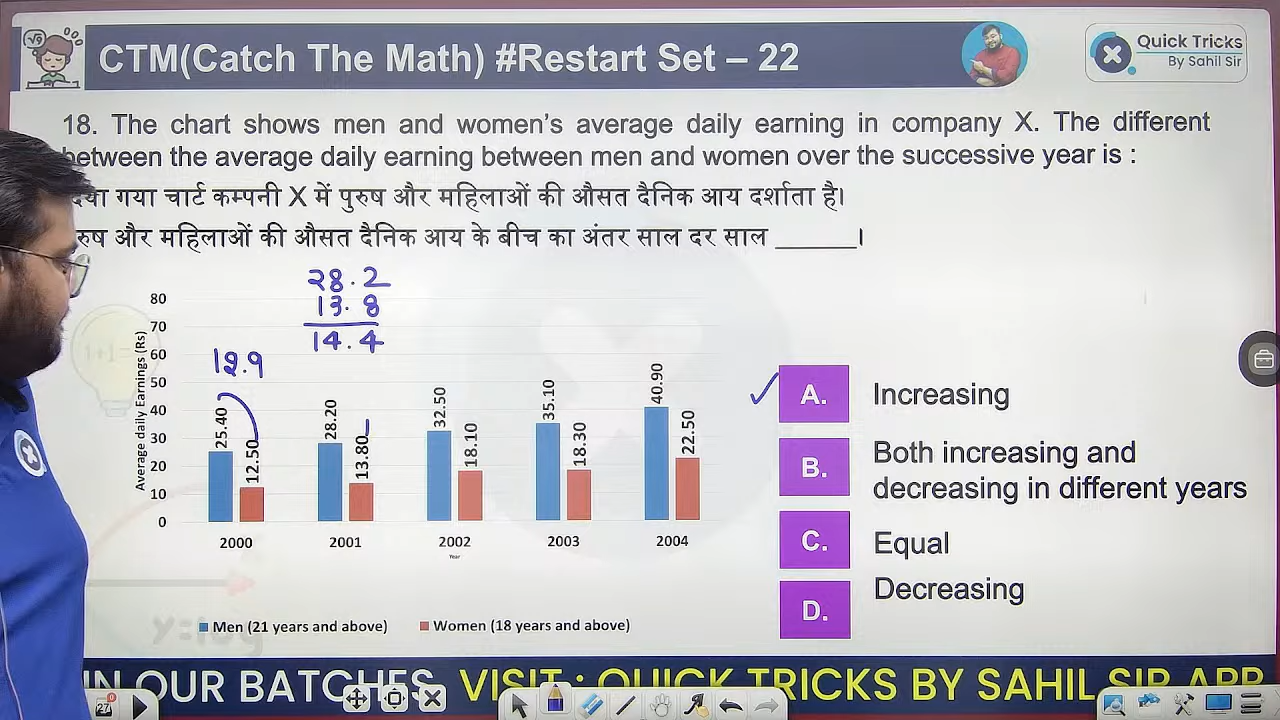 CTM(Catch The Math) #Restart Set – 22
Quick Tricks
By Sahil Sir
18. The chart shows men and women's average daily earning in company X. The different
between the average daily earning between men and women over the successive year is :
गया चार्ट कम्पनी X में पुरुष और महिलाओं की औसत दैनिक आय दर्शाता है।
और महिलाओं की औसत दैनिक आय के बीच का अंतर साल दर साल ______।
28.2
13.8
14.4
12.9
Average daily Earnings (Rs)
80
70
60
50
40
30
20
10
0
25.40
12.50
28.20
13.80
32.50
18.10
35.10
18.30
40.90
22.50
2000 2001 2002 2003 2004
Year
Men (21 years and above) Women (18 years and above)
A. Increasing
B. Both increasing and
decreasing in different years
C. Equal
D. Decreasing
IN OUR BATCHES VISIT : QUICK TRICKS BY SAHIL SIR APP
27